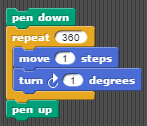 pen down
repeat 360
move 1 steps
turn 1 degrees
pen up